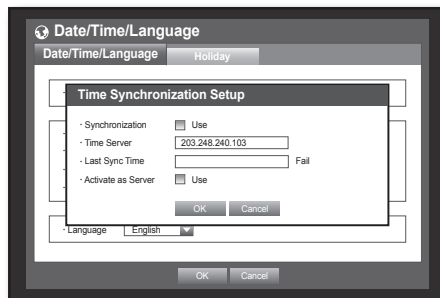 Date/Time/Language
Date/Time/Language Holiday
Time Synchronization Setup
· Synchronization Use
· Time Server 203.248.240.103
· Last Sync Time Fail
· Activate as Server Use
OK Cancel
· Language English
OK Cancel